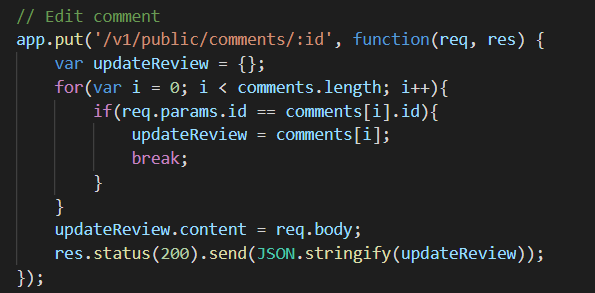 // Edit comment
app.put('/v1/public/comments/:id', function(req, res) {
    var updateReview = {};
    for(var i = 0; i < comments.length; i++){
        if(req.params.id == comments[i].id){
            updateReview = comments[i];
            break;
        }
    }
    updateReview.content = req.body;
    res.status(200).send(JSON.stringify(updateReview));
});